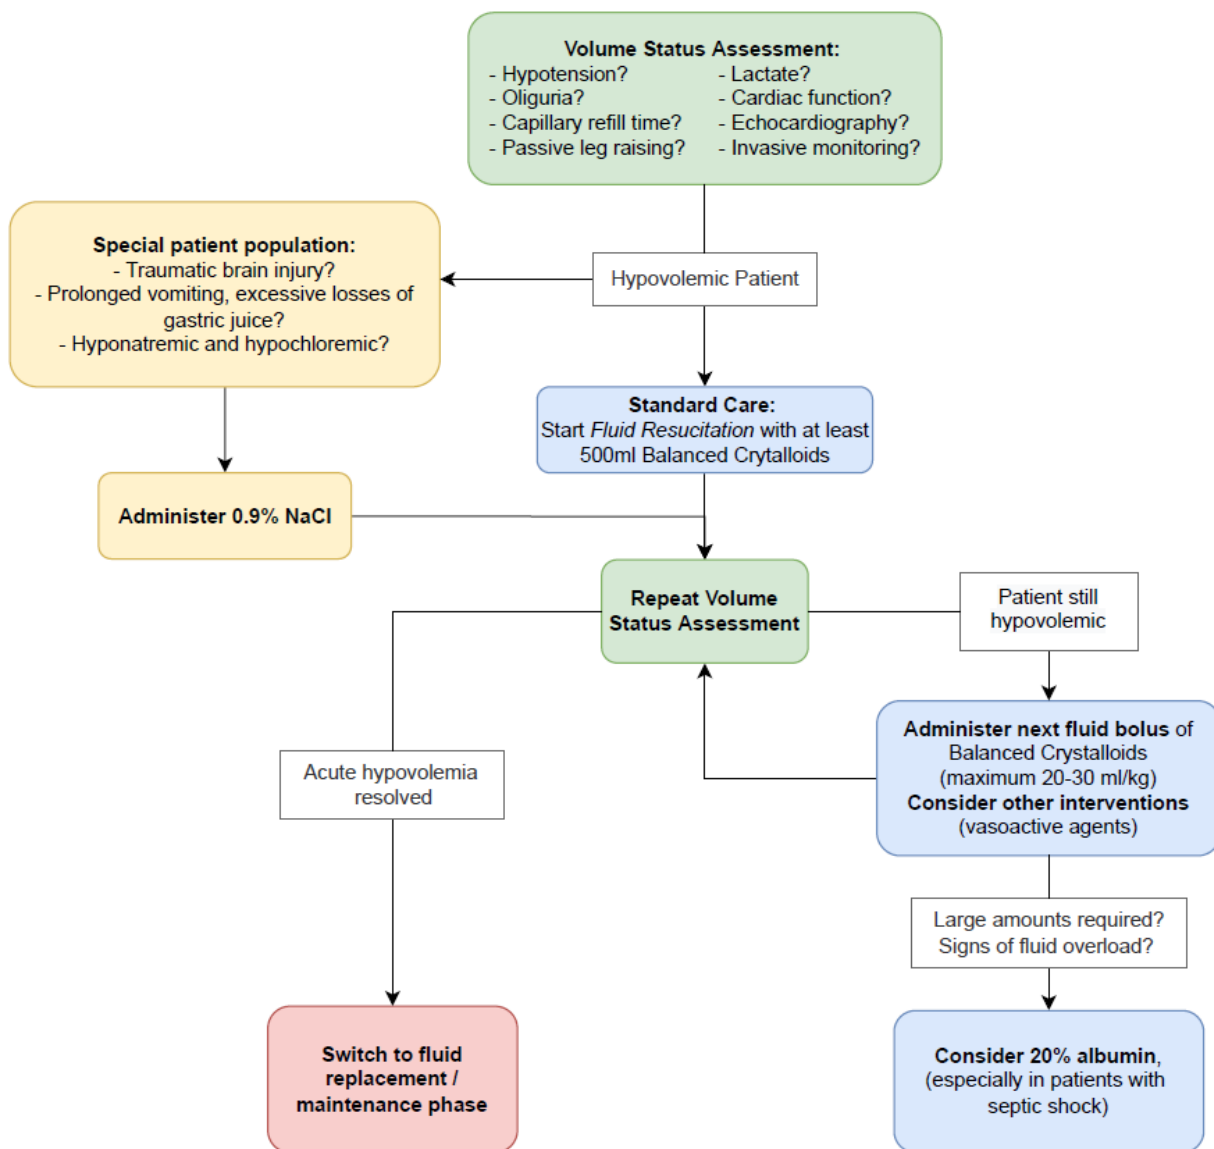 Volume Status Assessment:
- Hypotension?
- Oliguria?
- Capillary refill time?
- Passive leg raising?
- Lactate?
- Cardiac function?
- Echocardiography?
- Invasive monitoring?
Special patient population:
- Traumatic brain injury?
- Prolonged vomiting, excessive losses of
gastric juice?
- Hyponatremic and hypochloremic?
Hypovolemic Patient
Standard Care:
Start Fluid Resucitation with at least
500ml Balanced Crytalloids
Administer 0.9% NaCl
Repeat Volume
Status Assessment
Patient still
hypovolemic
Administer next fluid bolus of
Balanced Crystalloids
(maximum 20-30 ml/kg)
Consider other interventions
(vasoactive agents)
Acute hypovolemia
resolved
Large amounts required?
Signs of fluid overload?
Switch to fluid
replacement /
maintenance phase
Consider 20% albumin,
(especially in patients with
septic shock)